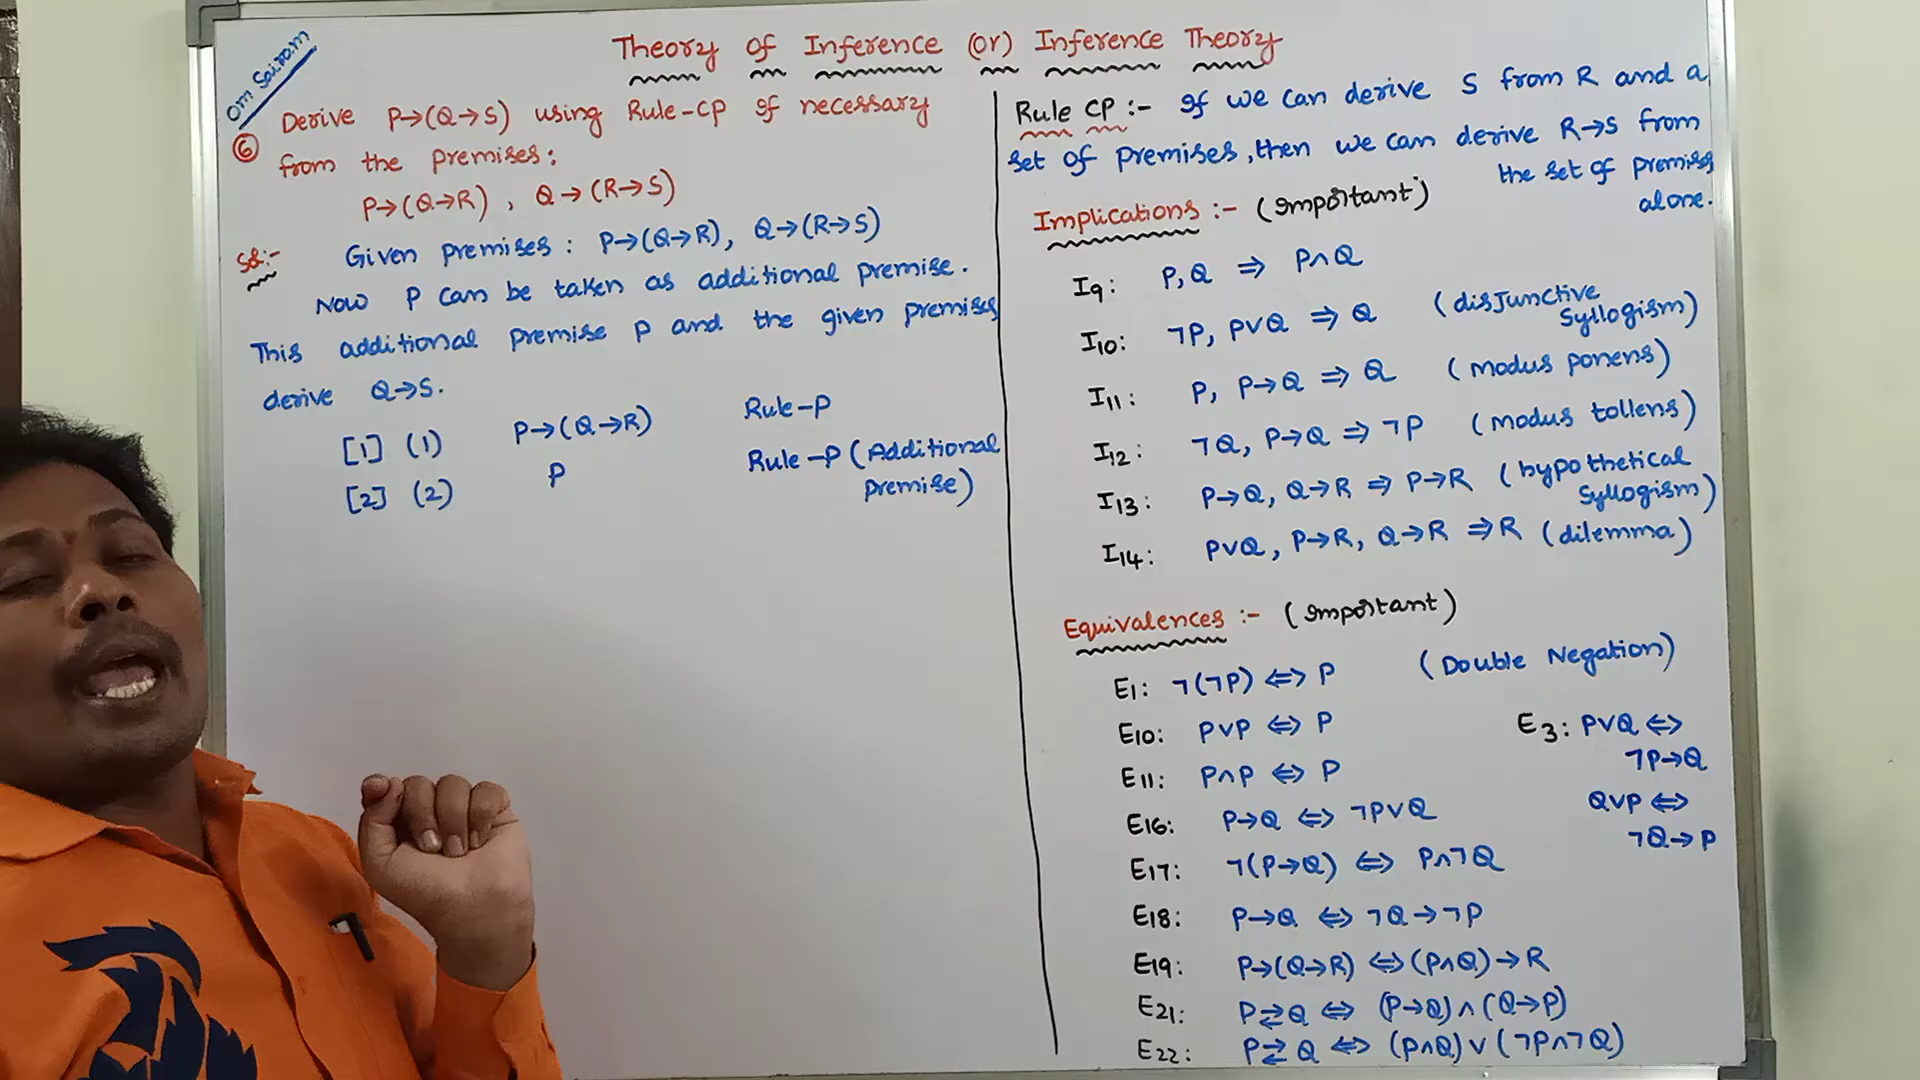 Om Sairam
Theory of Inference (or) Inference Theory
⑥ Derive P→(Q→S) using Rule-CP if necessary
from the premises:
P→(Q→R) , Q→(R→S)
Sol:- Given premises : P→(Q→R), Q→(R→S)
Now P can be taken as additional premise.
This additional premise P and the given premises
derive Q→S.
[1] (1) P→(Q→R) Rule-P
[2] (2) P Rule-P (Additional
premise)
Rule CP :- If we can derive S from R and a
set of premises, then we can derive R→S from
the set of premises
alone.
Implications :- (Important)
I9: P, Q ⇒ P∧Q
I10: ¬P, P∨Q ⇒ Q (disjunctive
syllogism)
I11: P, P→Q ⇒ Q (modus ponens)
I12: ¬Q, P→Q ⇒ ¬P (modus tollens)
I13: P→Q, Q→R ⇒ P→R (hypothetical
syllogism)
I14: P∨Q, P→R, Q→R ⇒ R (dilemma)
Equivalences :- (Important)
E1: ¬(¬P) ⇔ P (Double Negation)
E10: P∨P ⇔ P
E11: P∧P ⇔ P
E16: P→Q ⇔ ¬P∨Q
E17: ¬(P→Q) ⇔ P∧¬Q
E18: P→Q ⇔ ¬Q→¬P
E19: P→(Q→R) ⇔ (P∧Q)→R
E21: P⇄Q ⇔ (P→Q)∧(Q→P)
E22: P⇄Q ⇔ (P∧Q)∨(¬P∧¬Q)
E3: P∨Q ⇔
¬P→Q
Q∨P ⇔
¬Q→P